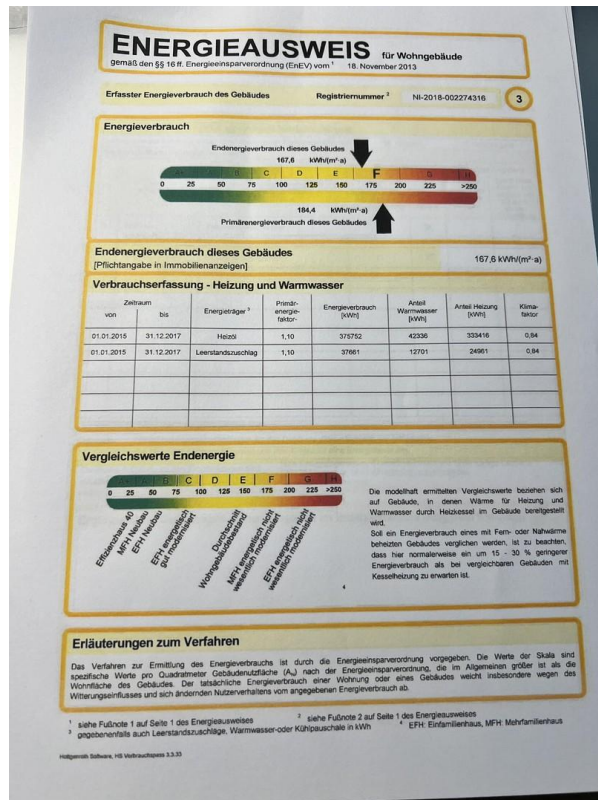 ENERGIEAUSWEIS für Wohngebäude
gemäß den §§ 16 ff. Energieeinsparverordnung (EnEV) vom ¹ 18. November 2013
Erfasster Energieverbrauch des Gebäudes Registriernummer ² NI-2018-002274316 3
Energieverbrauch
Endenergieverbrauch dieses Gebäudes
167,6 kWh/(m²·a)
A+ A B C D E F G H
0 25 50 75 100 125 150 175 200 225 >250
184,4 kWh/(m²·a)
Primärenergieverbrauch dieses Gebäudes
Endenergieverbrauch dieses Gebäudes
[Pflichtangabe in Immobilienanzeigen]
167,6 kWh/(m²·a)
Verbrauchserfassung - Heizung und Warmwasser
Zeitraum
von bis
Energieträger ³
Primär-
energie-
faktor-
Energieverbrauch
[kWh]
Anteil
Warmwasser
[kWh]
Anteil Heizung
[kWh]
Klima-
faktor
01.01.2015 31.12.2017 Heizöl 1,10 375752 42336 333416 0,84
01.01.2015 31.12.2017 Leerstandszuschlag 1,10 37661 12701 24961 0,84
Vergleichswerte Endenergie
A+ A B C D E F G H
0 25 50 75 100 125 150 175 200 225 >250
Effizienzhaus 40
MFH Neubau
EFH Neubau
EFH energetisch
gut modernisiert
Durchschnitt
Wohngebäudebestand
MFH energetisch nicht
wesentlich modernisiert
EFH energetisch nicht
wesentlich modernisiert
4
Die modellhaft ermittelten Vergleichswerte beziehen sich
auf Gebäude, in denen Wärme für Heizung und
Warmwasser durch Heizkessel im Gebäude bereitgestellt
wird.
Soll ein Energieverbrauch eines mit Fern- oder Nahwärme
beheizten Gebäudes verglichen werden, ist zu beachten,
dass hier normalerweise ein um 15 - 30 % geringerer
Energieverbrauch als bei vergleichbaren Gebäuden mit
Kesselheizung zu erwarten ist.
Erläuterungen zum Verfahren
Das Verfahren zur Ermittlung des Energieverbrauchs ist durch die Energieeinsparverordnung vorgegeben. Die Werte der Skala sind
spezifische Werte pro Quadratmeter Gebäudenutzfläche (Aₙ) nach der Energieeinsparverordnung, die im Allgemeinen größer ist als die
Wohnfläche des Gebäudes. Der tatsächliche Energieverbrauch einer Wohnung oder eines Gebäudes weicht insbesondere wegen des
Witterungseinflusses und sich ändernden Nutzerverhaltens vom angegebenen Energieverbrauch ab.
¹ siehe Fußnote 1 auf Seite 1 des Energieausweises ² siehe Fußnote 2 auf Seite 1 des Energieausweises
³ gegebenenfalls auch Leerstandszuschläge, Warmwasser-oder Kühlpauschale in kWh ⁴ EFH: Einfamilienhaus, MFH: Mehrfamilienhaus
Hottgenroth Software, HS Verbrauchspass 3.3.33